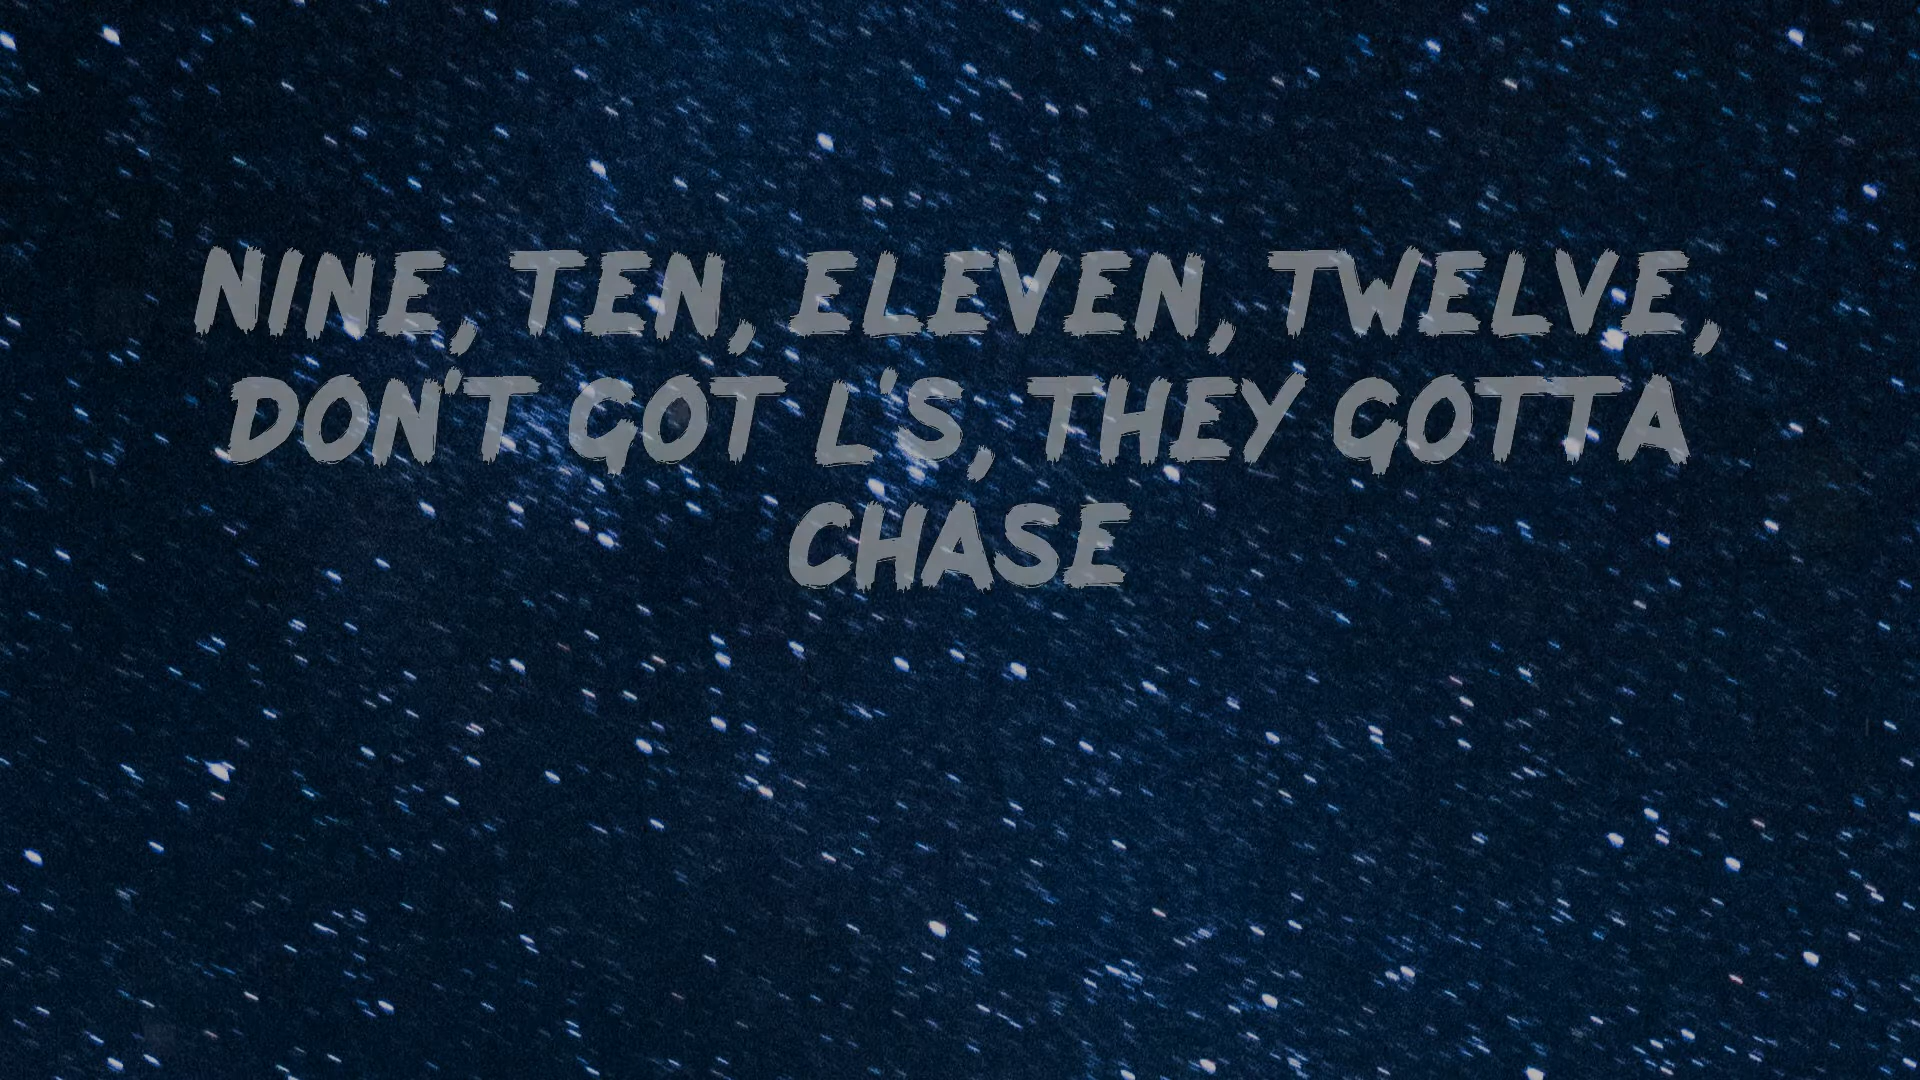 NINE, TEN, ELEVEN, TWELVE,
DON'T GOT L'S, THEY GOTTA
CHASE